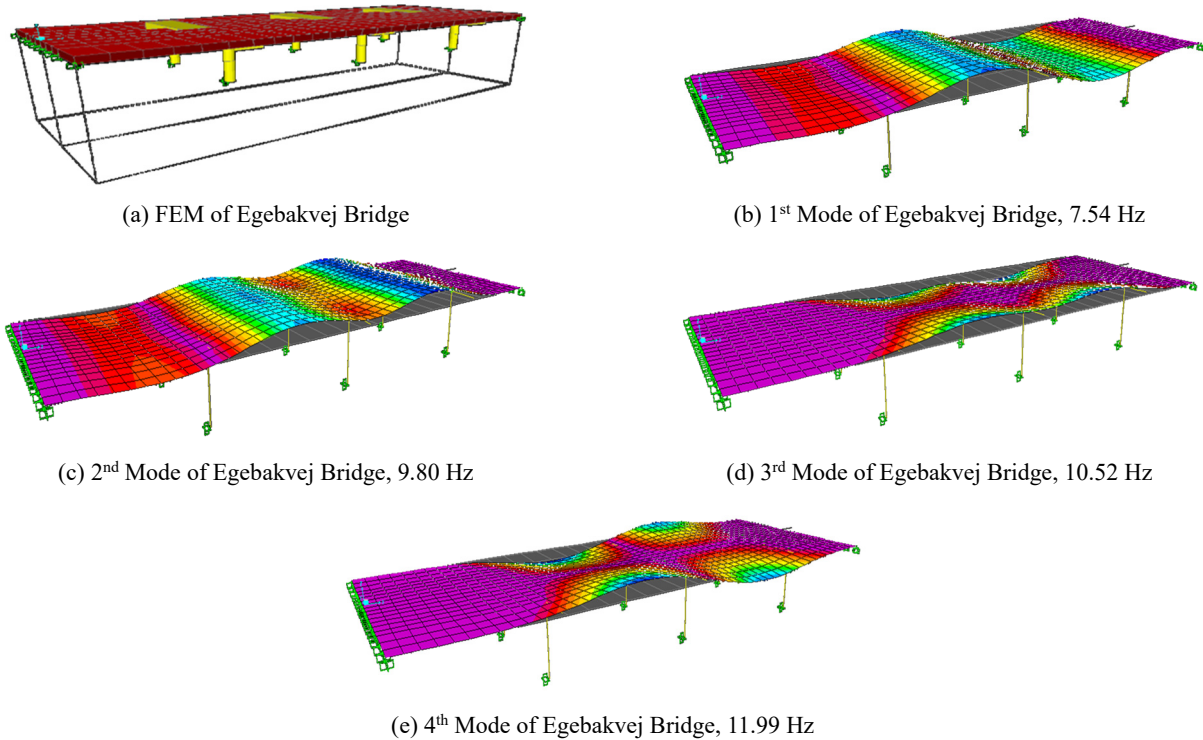 (a) FEM of Egebakvej Bridge
(b) 1st Mode of Egebakvej Bridge, 7.54 Hz
(c) 2nd Mode of Egebakvej Bridge, 9.80 Hz
(d) 3rd Mode of Egebakvej Bridge, 10.52 Hz
(e) 4th Mode of Egebakvej Bridge, 11.99 Hz